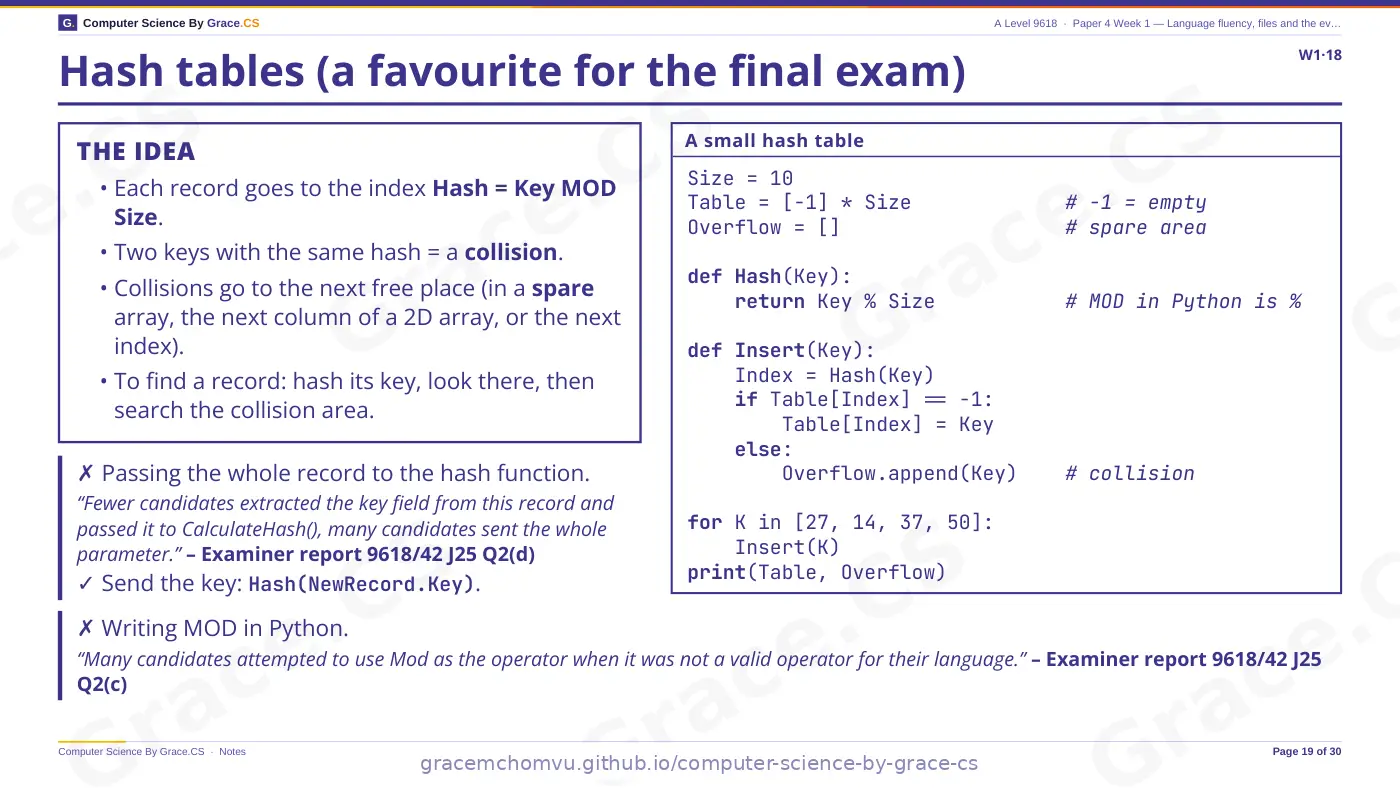 G. Computer Science By Grace.CS
A Level 9618 · Paper 4 Week 1 — Language fluency, files and the ev…
Hash tables (a favourite for the final exam)
W1·18
THE IDEA
• Each record goes to the index Hash = Key MOD
Size.
• Two keys with the same hash = a collision.
• Collisions go to the next free place (in a spare
array, the next column of a 2D array, or the next
index).
• To find a record: hash its key, look there, then
search the collision area.
✗ Passing the whole record to the hash function.
“Fewer candidates extracted the key field from this record and
passed it to CalculateHash(), many candidates sent the whole
parameter.” – Examiner report 9618/42 J25 Q2(d)
✓ Send the key: Hash(NewRecord.Key).
A small hash table
Size = 10
Table = [-1] * Size # -1 = empty
Overflow = [] # spare area
def Hash(Key):
return Key % Size # MOD in Python is %
def Insert(Key):
Index = Hash(Key)
if Table[Index] == -1:
Table[Index] = Key
else:
Overflow.append(Key) # collision
for K in [27, 14, 37, 50]:
Insert(K)
print(Table, Overflow)
✗ Writing MOD in Python.
“Many candidates attempted to use Mod as the operator when it was not a valid operator for their language.” – Examiner report 9618/42 J25
Q2(c)
Computer Science By Grace.CS · Notes
Page 19 of 30
gracemchomvu.github.io/computer-science-by-grace-cs